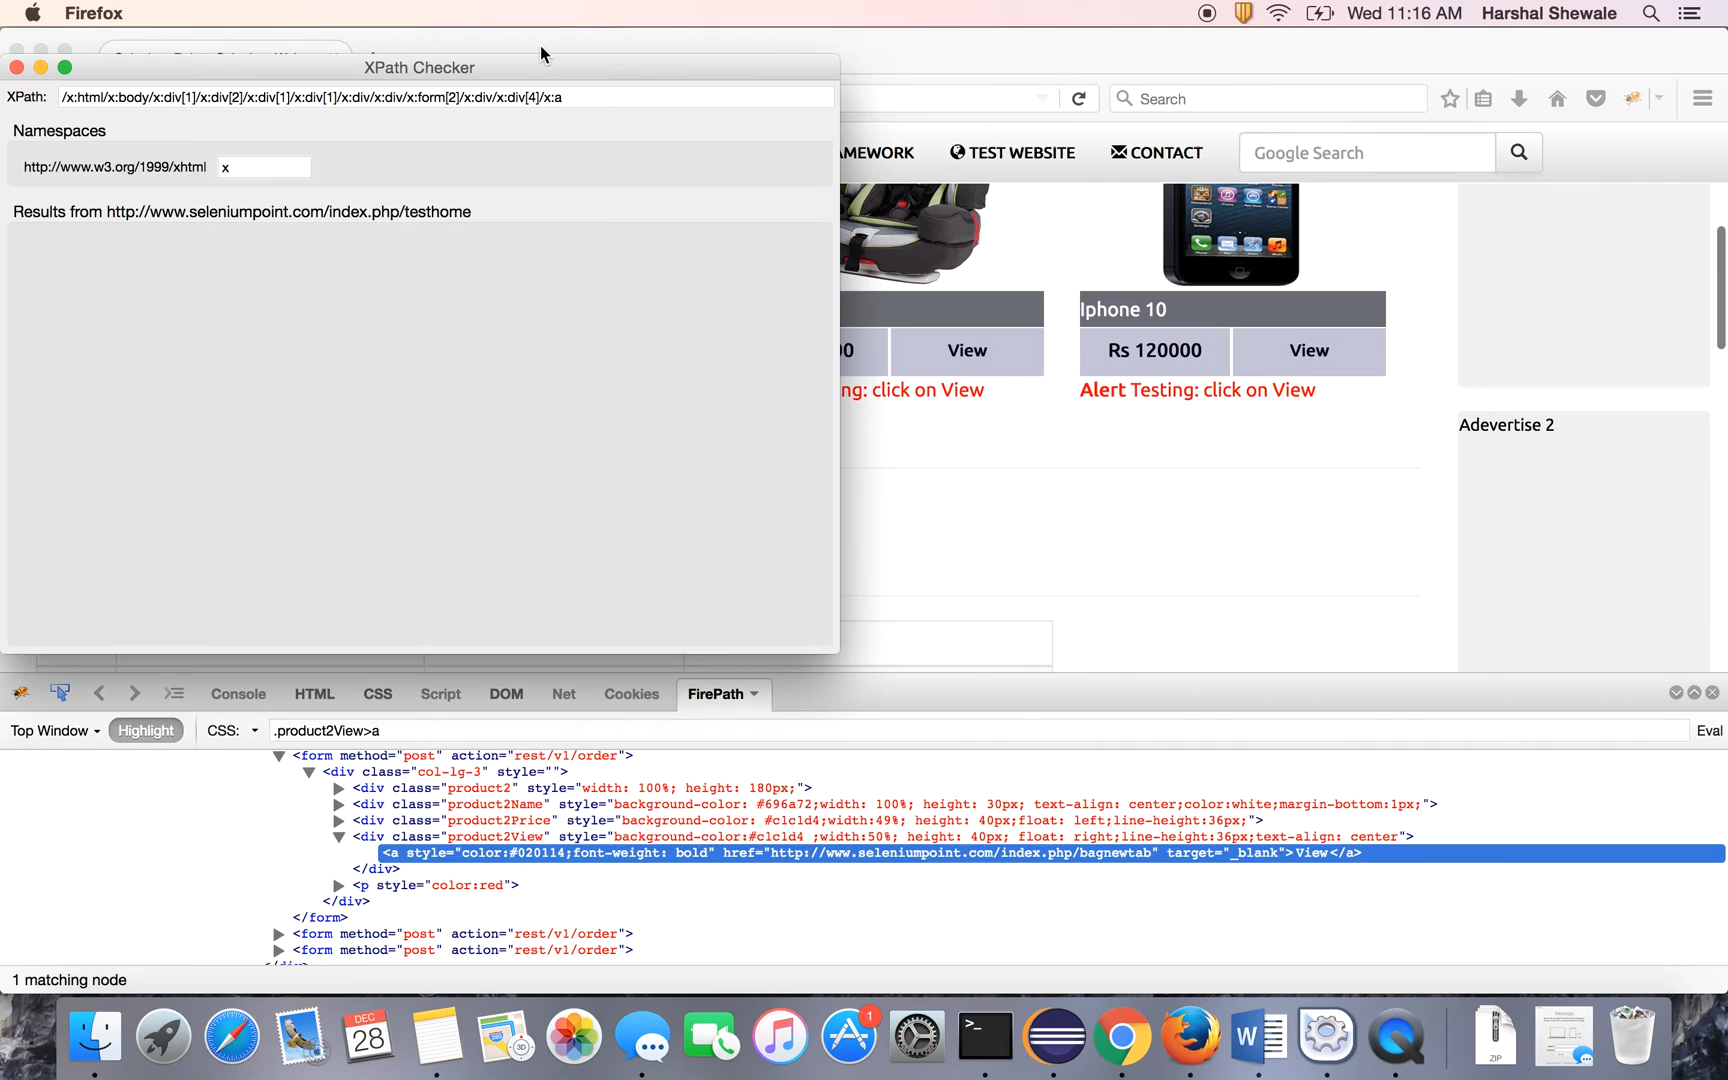 Firefox
Wed 11:16 AM Harshal Shewale
XPath Checker
XPath: /x:html/x:body/x:div[1]/x:div[2]/x:div[1]/x:div[1]/x:div/x:div/x:form[2]/x:div/x:div[4]/x:a
Search
Namespaces
http://www.w3.org/1999/xhtml x
AMEWORK TEST WEBSITE CONTACT Google Search
Results from http://www.seleniumpoint.com/index.php/testhome
Iphone 10
View Rs 120000 View
ng: click on View Alert Testing: click on View
Adevertise 2
Console HTML CSS Script DOM Net Cookies FirePath
Top Window Highlight CSS: .product2View>a Eval
<form method="post" action="rest/v1/order">
<div class="col-lg-3" style="">
<div class="product2" style="width: 100%; height: 180px;">
<div class="product2Name" style="background-color: #696a72;width: 100%; height: 30px; text-align: center;color:white;margin-bottom:1px;">
<div class="product2Price" style="background-color: #c1c1d4;width:49%; height: 40px;float: left;line-height:36px;">
<div class="product2View" style="background-color:#c1c1d4 ;width:50%; height: 40px; float: right;line-height:36px;text-align: center">
<a style="color:#020114;font-weight: bold" href="http://www.seleniumpoint.com/index.php/bagnewtab" target="_blank">View</a>
</div>
<p style="color:red">
</div>
</form>
<form method="post" action="rest/v1/order">
<form method="post" action="rest/v1/order">
1 matching node
DEC
28
3D
1
>_
W
ZIP